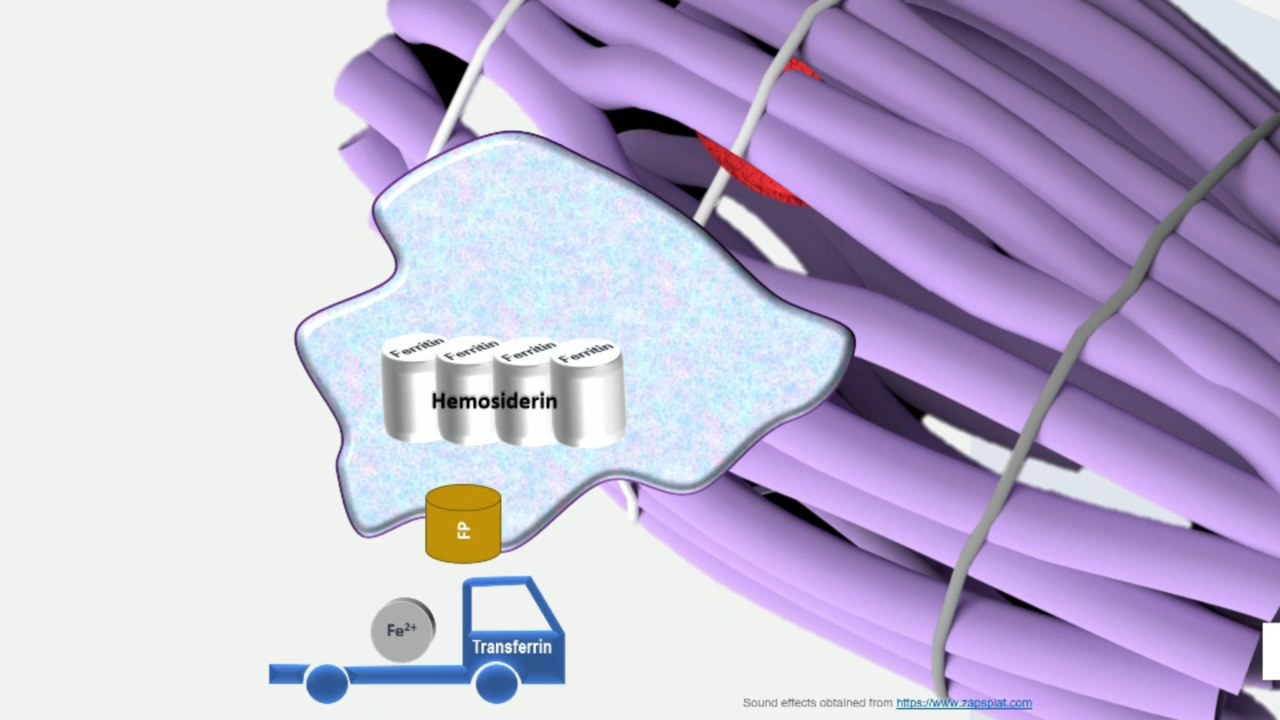 Ferritin Ferritin Ferritin Ferritin
Hemosiderin
FP
Fe²⁺
Transferrin
Sound effects obtained from https://www.zapsplat.com